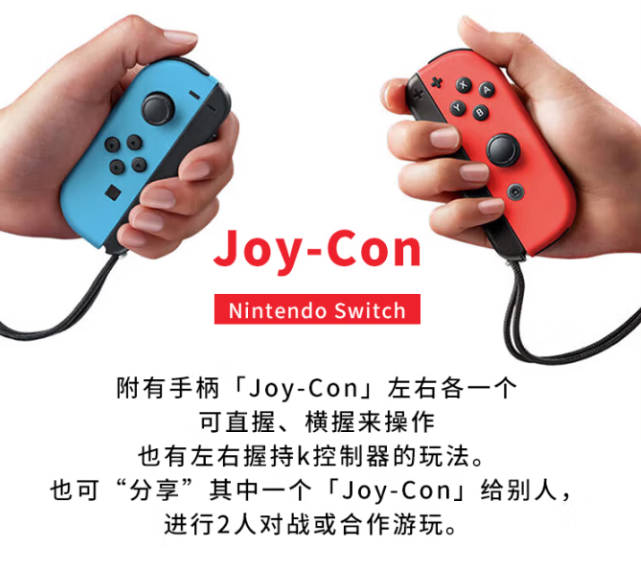 Joy-Con
Nintendo Switch
附有手柄「Joy-Con」左右各一个
可直握、横握来操作
也有左右握持k控制器的玩法。
也可“分享”其中一个「Joy-Con」给别人，
进行2人对战或合作游玩。